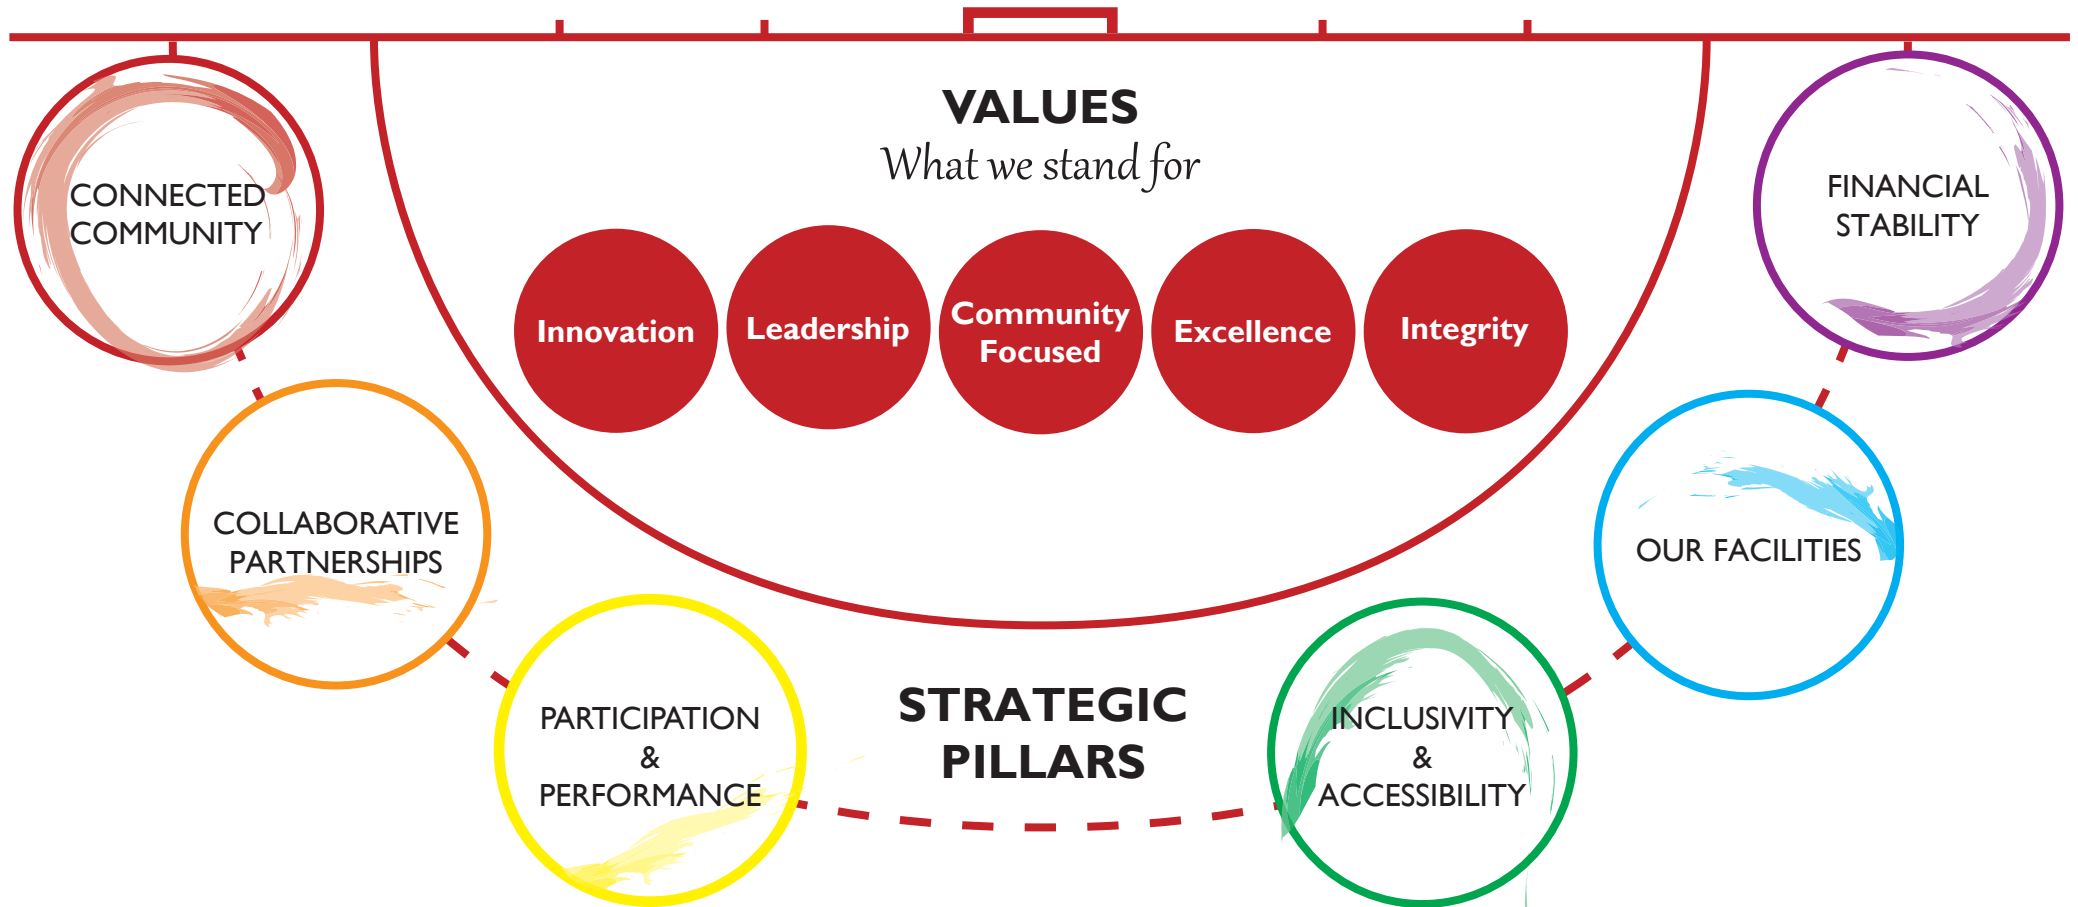 VALUES
What we stand for
Innovation
Leadership
Community
Focused
Excellence
Integrity
CONNECTED
COMMUNITY
COLLABORATIVE
PARTNERSHIPS
PARTICIPATION
&
PERFORMANCE
STRATEGIC
PILLARS
INCLUSIVITY
&
ACCESSIBILITY
OUR FACILITIES
FINANCIAL
STABILITY